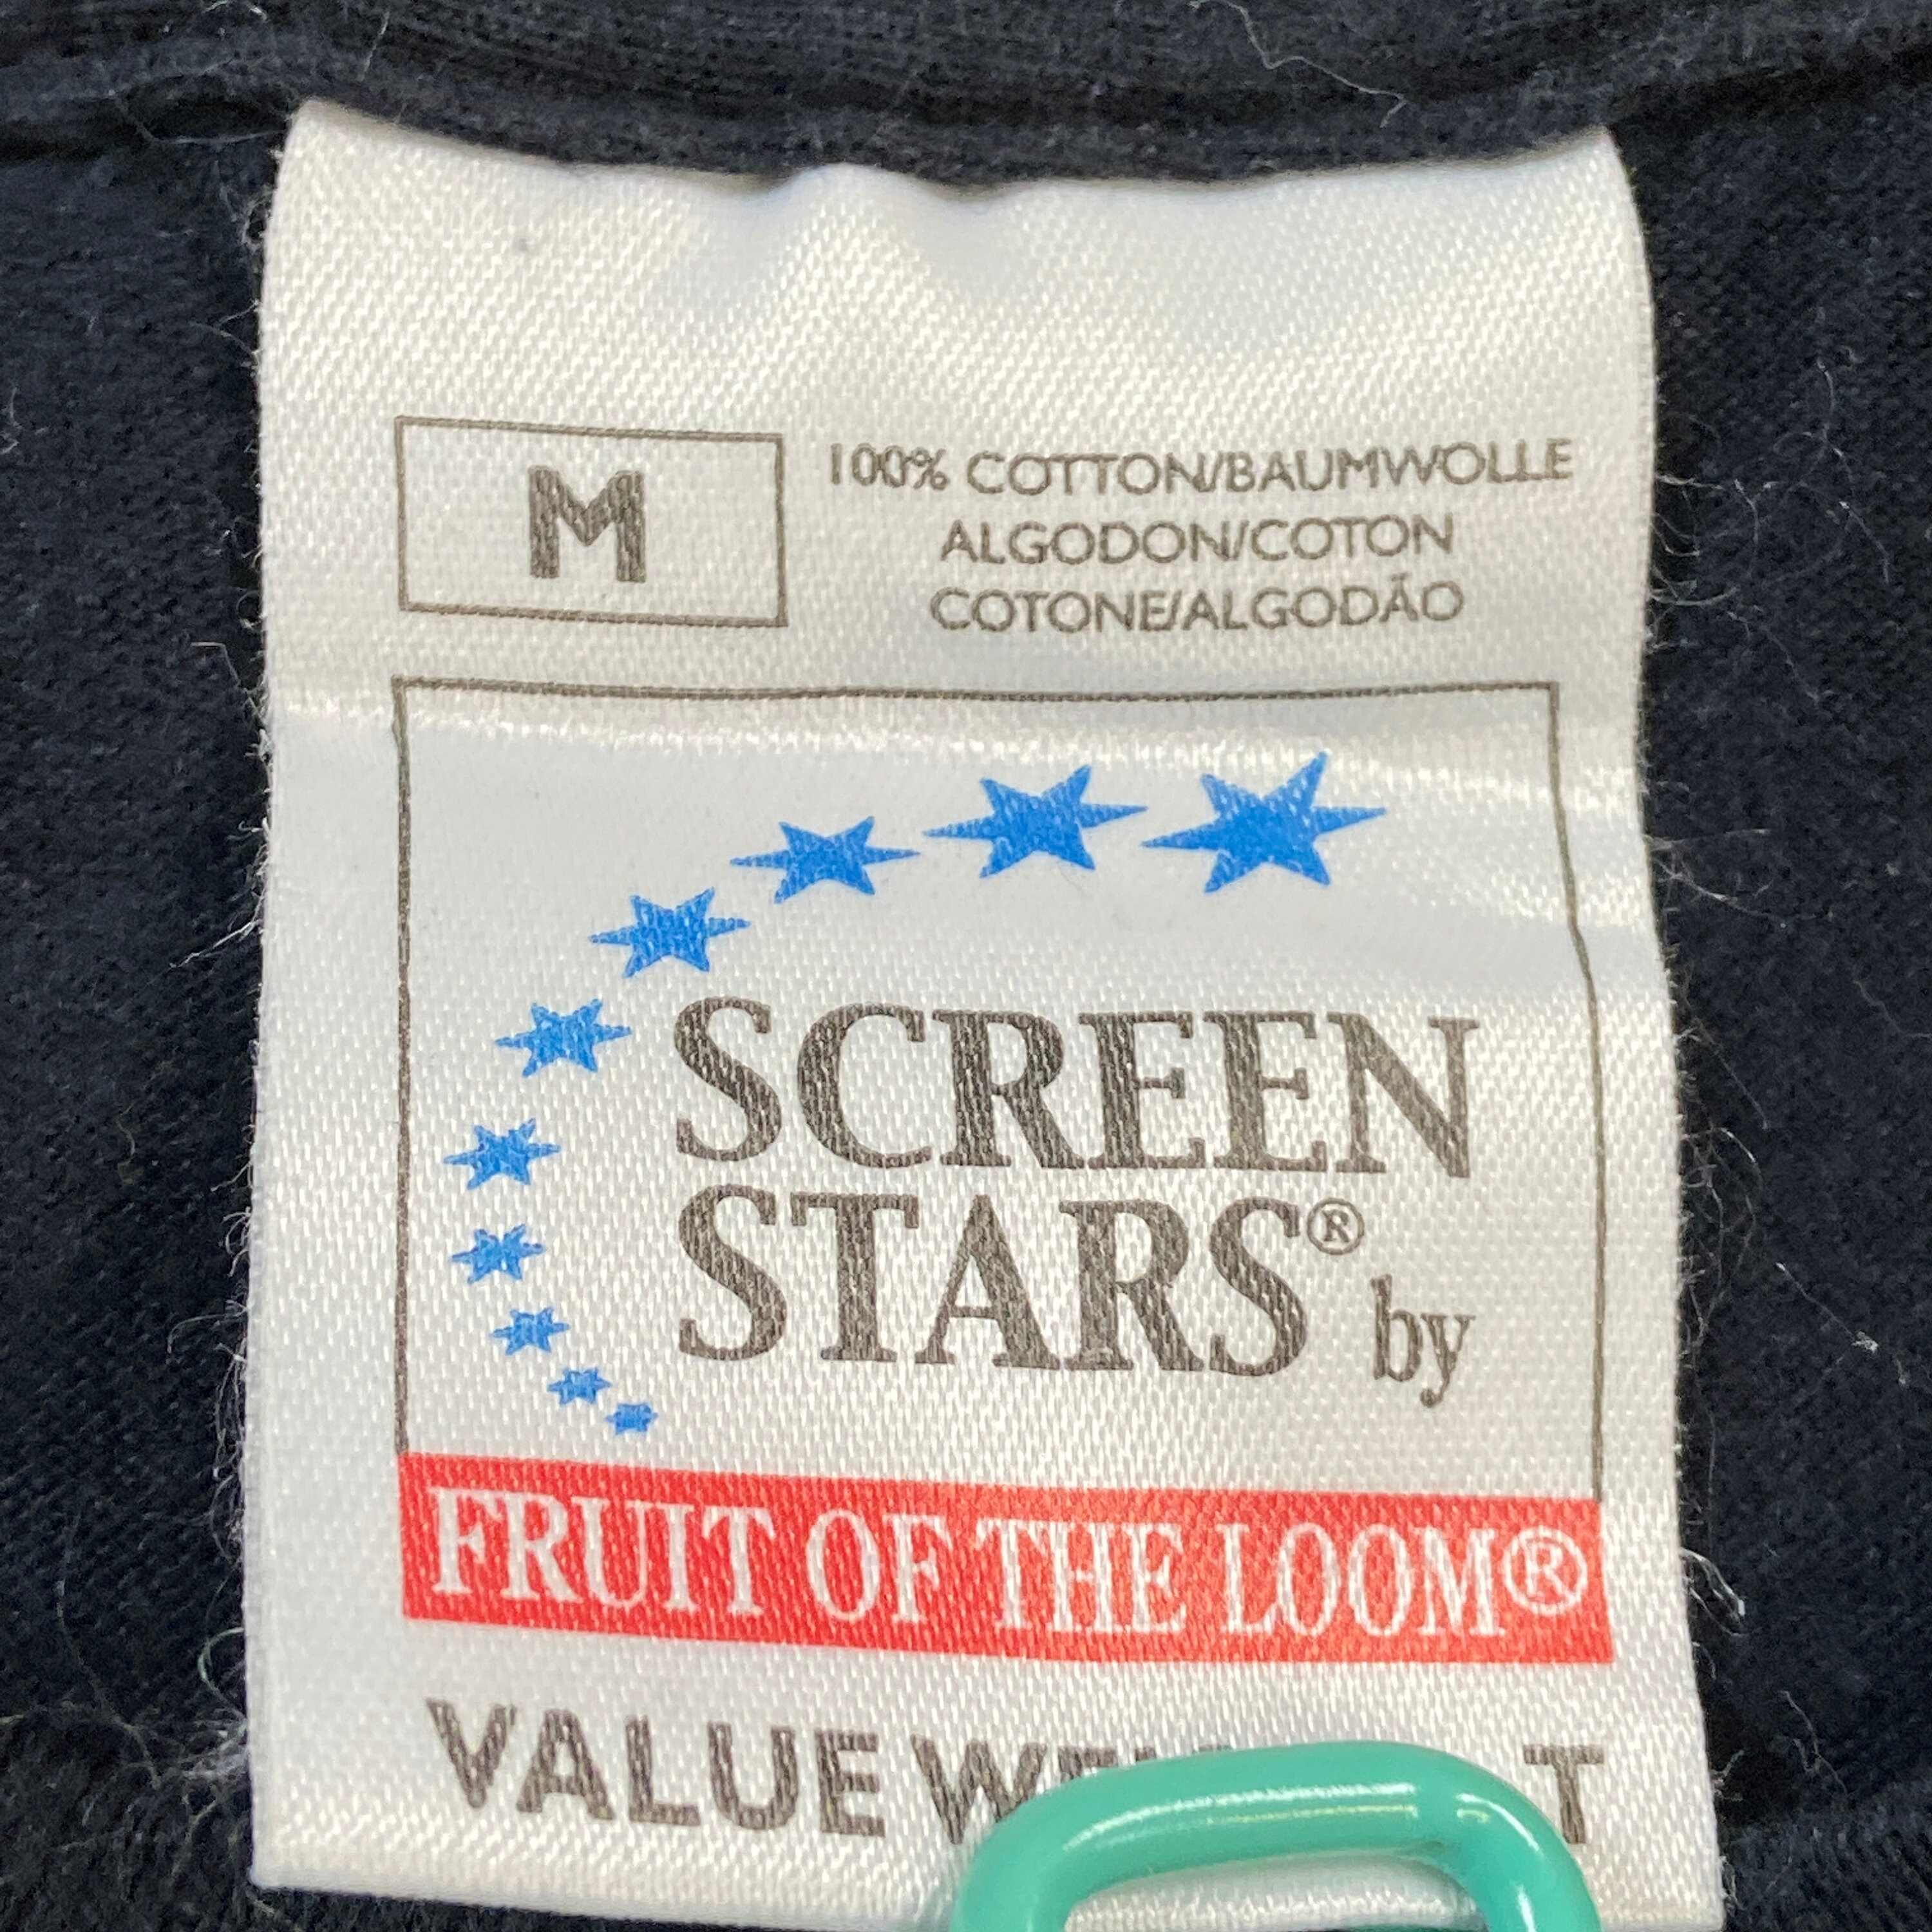 M
100% COTTON/BAUMWOLLE
ALGODON/COTON
COTONE/ALGODÃO
SCREEN
STARS® by
FRUIT OF THE LOOM®
VALUE